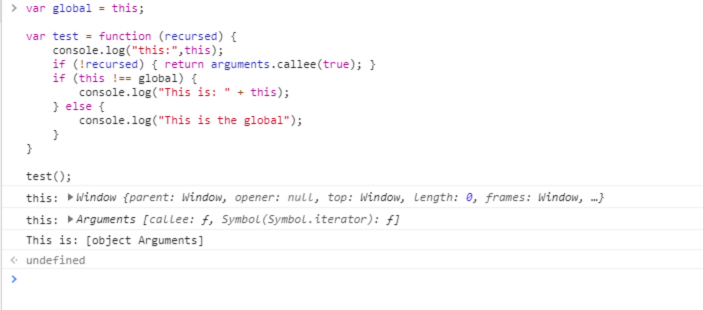 > var global = this;
var test = function (recursed) {
    console.log("this:",this);
    if (!recursed) { return arguments.callee(true); }
    if (this !== global) {
        console.log("This is: " + this);
    } else {
        console.log("This is the global");
    }
}
test();
this: ▶Window {parent: Window, opener: null, top: Window, length: 0, frames: Window, …}
this: ▶Arguments [callee: ƒ, Symbol(Symbol.iterator): ƒ]
This is: [object Arguments]
<· undefined
>